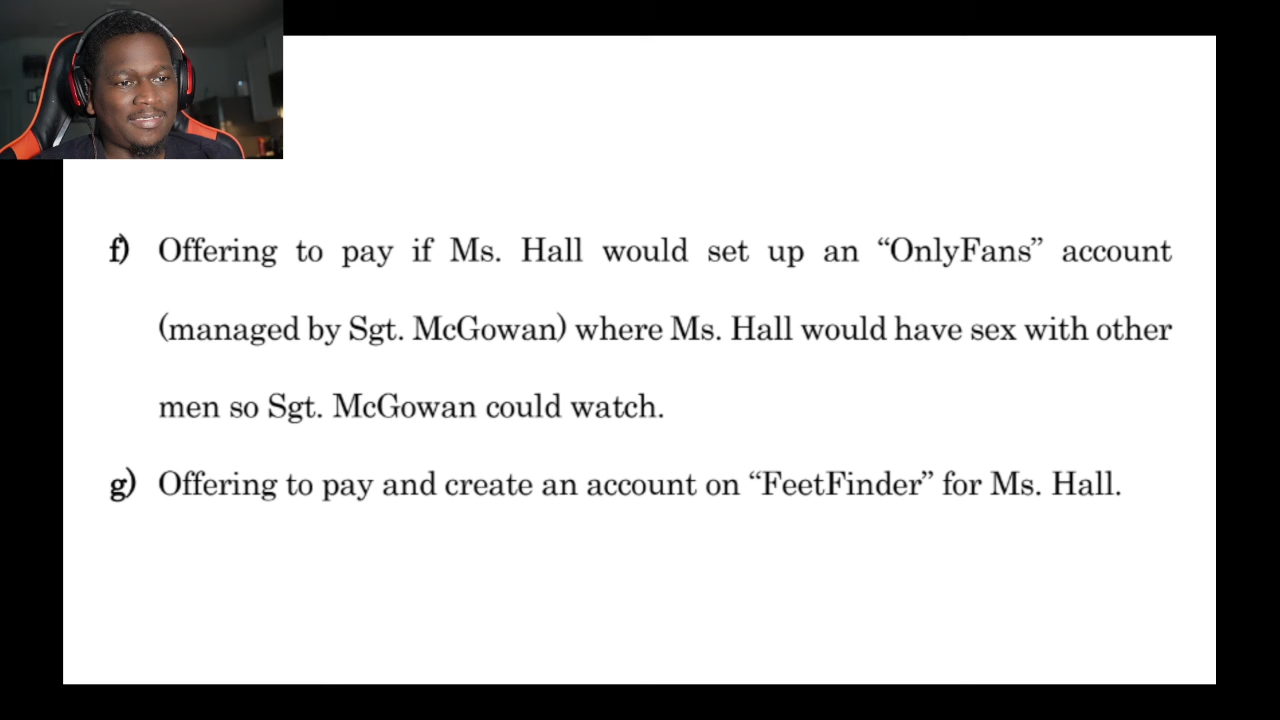 f) Offering to pay if Ms. Hall would set up an “OnlyFans” account
(managed by Sgt. McGowan) where Ms. Hall would have sex with other
men so Sgt. McGowan could watch.
g) Offering to pay and create an account on “FeetFinder” for Ms. Hall.